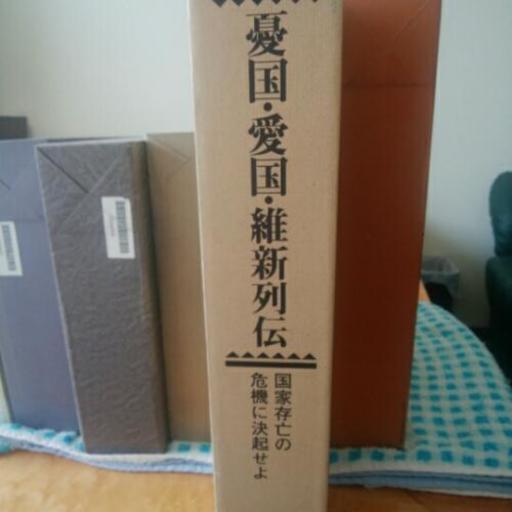 憂国・愛国・維新列伝
国家存亡の
危機に決起せよ